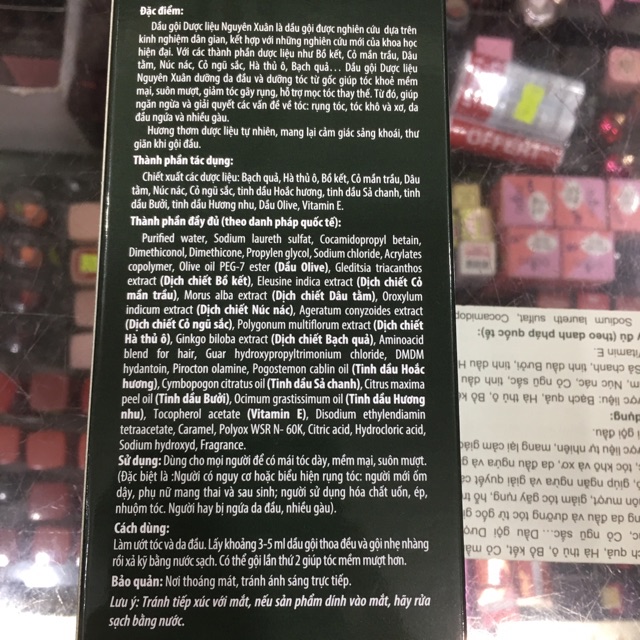 Đặc điểm:
Dầu gội Dược liệu Nguyên Xuân là dầu gội được nghiên cứu dựa trên
kinh nghiệm dân gian, kết hợp với những nghiên cứu mới của khoa học
hiện đại. Với các thành phần dược liệu như Bồ kết, Cỏ mần trầu, Dâu
tằm, Núc nác, Cỏ ngũ sắc, Hà thủ ô, Bạch quả... Dầu gội Dược liệu
Nguyên Xuân dưỡng da đầu và dưỡng tóc từ gốc giúp tóc khoẻ mềm
mại, suôn mượt, giảm tóc gãy rụng, hỗ trợ mọc tóc thay thế. Từ đó, giúp
ngăn ngừa và giải quyết các vấn đề về tóc: rụng tóc, tóc khô và xơ, da
đầu ngứa và nhiều gàu.
Hương thơm dược liệu tự nhiên, mang lại cảm giác sảng khoái, thư
giãn khi gội đầu.
Thành phần tác dụng:
Chiết xuất các dược liệu: Bạch quả, Hà thủ ô, Bồ kết, Cỏ mần trầu, Dâu
tằm, Núc nác, Cỏ ngũ sắc, tinh dầu Hoắc hương, tinh dầu Sả chanh, tinh
dầu Bưởi, tinh dầu Hương nhu, Dầu Olive, Vitamin E.
Thành phần đầy đủ (theo danh pháp quốc tế):
Purified water, Sodium laureth sulfat, Cocamidopropyl betain,
Dimethiconol, Dimethicone, Propylen glycol, Sodium chloride, Acrylates
copolymer, Olive oil PEG-7 ester (Dầu Olive), Gleditsia triacanthos
extract (Dịch chiết Bồ kết), Eleusine indica extract (Dịch chiết Cỏ
mần trầu), Morus alba extract (Dịch chiết Dâu tằm), Oroxylum
indicum extract (Dịch chiết Núc nác), Ageratum conyzoides extract
(Dịch chiết Cỏ ngũ sắc), Polygonum multiflorum extract (Dịch chiết
Hà thủ ô), Ginkgo biloba extract (Dịch chiết Bạch quả), Aminoacid
blend for hair, Guar hydroxypropyltrimonium chloride, DMDM
hydantoin, Pirocton olamine, Pogostemon cablin oil (Tinh dầu Hoắc
hương), Cymbopogon citratus oil (Tinh dầu Sả chanh), Citrus maxima
peel oil (Tinh dầu Bưởi), Ocimum grastissimum oil (Tinh dầu Hương
nhu), Tocopherol acetate (Vitamin E), Disodium ethylendiamin
tetraacetate, Caramel, Polyox WSR N- 60K, Citric acid, Hydrocloric acid,
Sodium hydroxyd, Fragrance.
Sử dụng: Dùng cho mọi người để có mái tóc dày, mềm mại, suôn mượt.
(Đặc biệt là :Người có nguy cơ hoặc biểu hiện rụng tóc: người mới ốm
dậy, phụ nữ mang thai và sau sinh; người sử dụng hóa chất uốn, ép,
nhuộm tóc. Người hay bị ngứa da đầu, nhiều gàu).
Cách dùng:
Làm ướt tóc và da đầu. Lấy khoảng 3-5 ml dầu gội thoa đều và gội nhẹ nhàng
rồi xả kỹ bằng nước sạch. Có thể gội lần thứ 2 giúp tóc mềm mượt hơn.
Bảo quản: Nơi thoáng mát, tránh ánh sáng trực tiếp.
Lưu ý: Tránh tiếp xúc với mắt, nếu sản phẩm dính vào mắt, hãy rửa
sạch bằng nước.